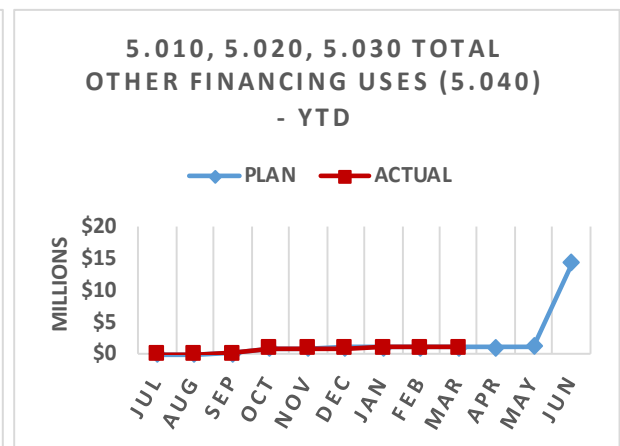 5.010, 5.020, 5.030 TOTAL
OTHER FINANCING USES (5.040)
- YTD
PLAN ACTUAL
MILLIONS
$20
$15
$10
$5
$0
JUL AUG SEP OCT NOV DEC JAN FEB MAR APR MAY JUN